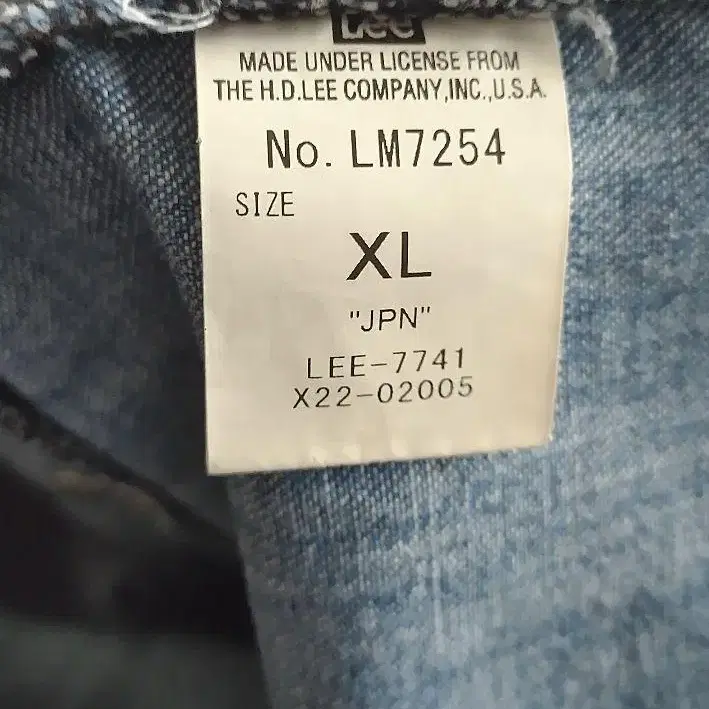 Lee
MADE UNDER LICENSE FROM
THE H.D.LEE COMPANY,INC.,U.S.A.
No. LM7254
SIZE
XL
"JPN"
LEE-7741
X22-02005